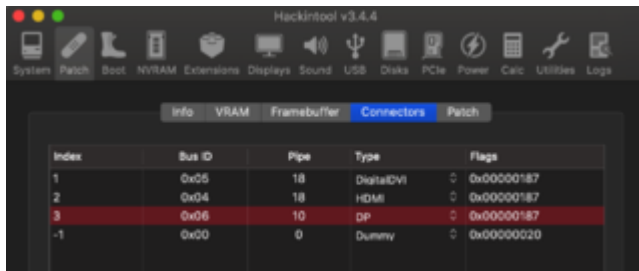 Hackintool v3.4.4
System Patch Boot NVRAM Extensions Displays Sound USB Disks PCIe Power Calc Utilities Logs
Info VRAM Framebuffer Connectors Patch
Index Bus ID Pipe Type Flags
1 0x05 18 DigitalDVI 0x00000187
2 0x04 18 HDMI 0x00000187
3 0x06 10 DP 0x00000187
-1 0x00 0 Dummy 0x00000020